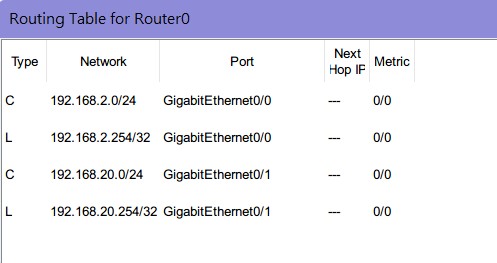 Routing Table for Router0
Type Network Port Next Hop IP Metric
C 192.168.2.0/24 GigabitEthernet0/0 --- 0/0
L 192.168.2.254/32 GigabitEthernet0/0 --- 0/0
C 192.168.20.0/24 GigabitEthernet0/1 --- 0/0
L 192.168.20.254/32 GigabitEthernet0/1 --- 0/0